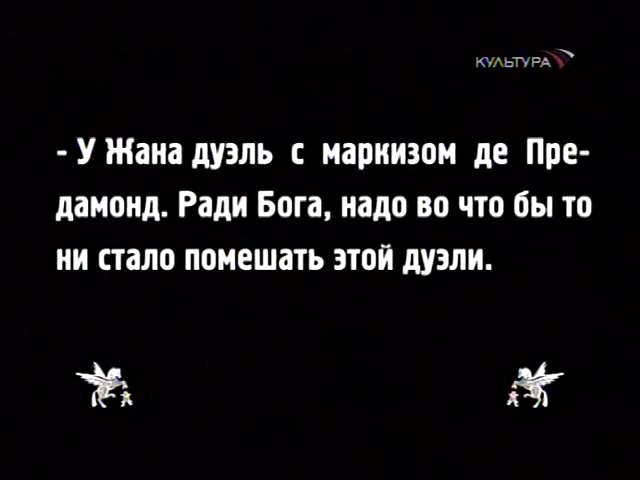 КУЛЬТУРА
- У Жана дуэль с маркизом де Пре-
дамонд. Ради Бога, надо во что бы то
ни стало помешать этой дуэли.